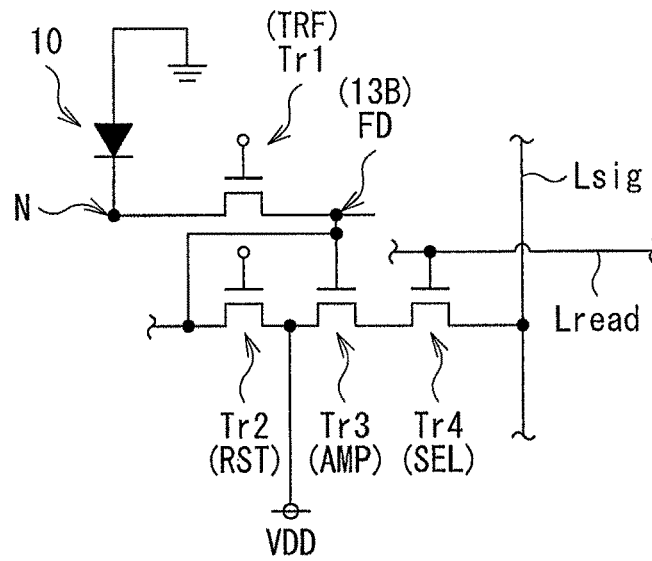 (TRF)
Tr1
10
(13B)
FD
N
Lsig
Lread
Tr2
(RST)
Tr3
(AMP)
Tr4
(SEL)
VDD